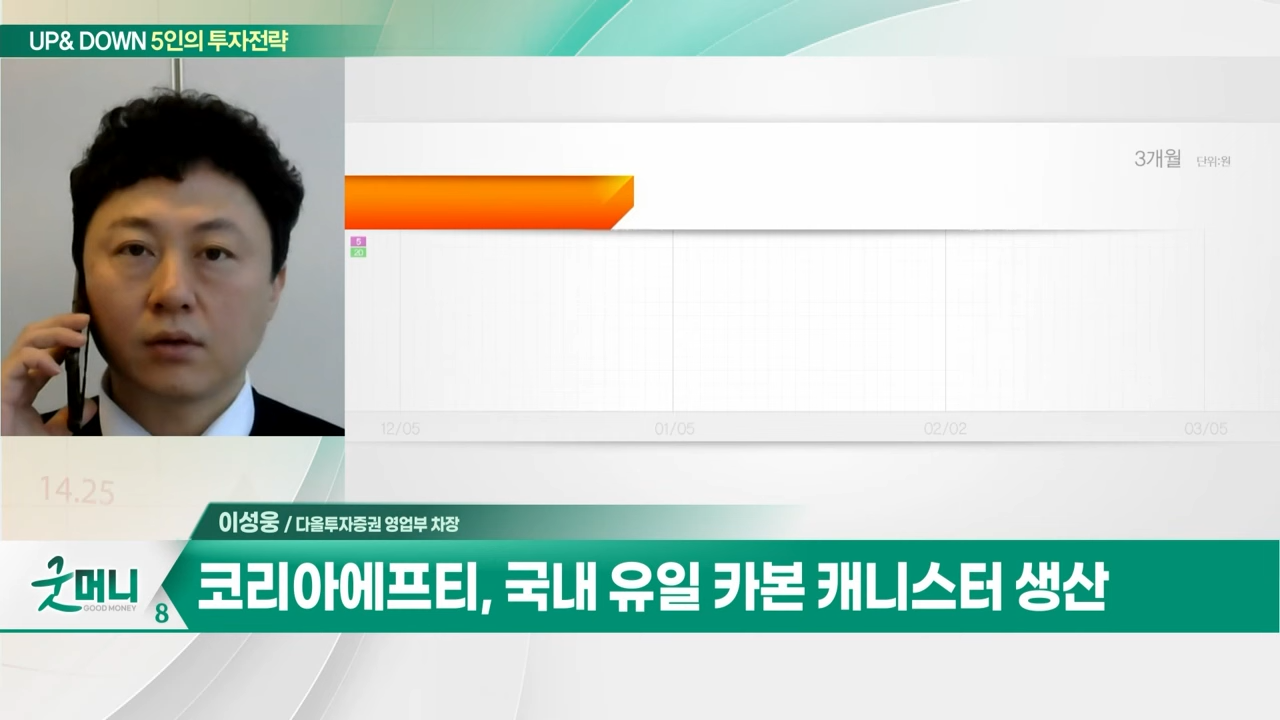 UP& DOWN 5인의 투자전략
3개월 단위:원
5
20
12/05 01/05 02/02 03/05
14.25
이성웅 / 다올투자증권 영업부 차장
굿머니
GOOD MONEY
8
코리아에프티, 국내 유일 카본 캐니스터 생산